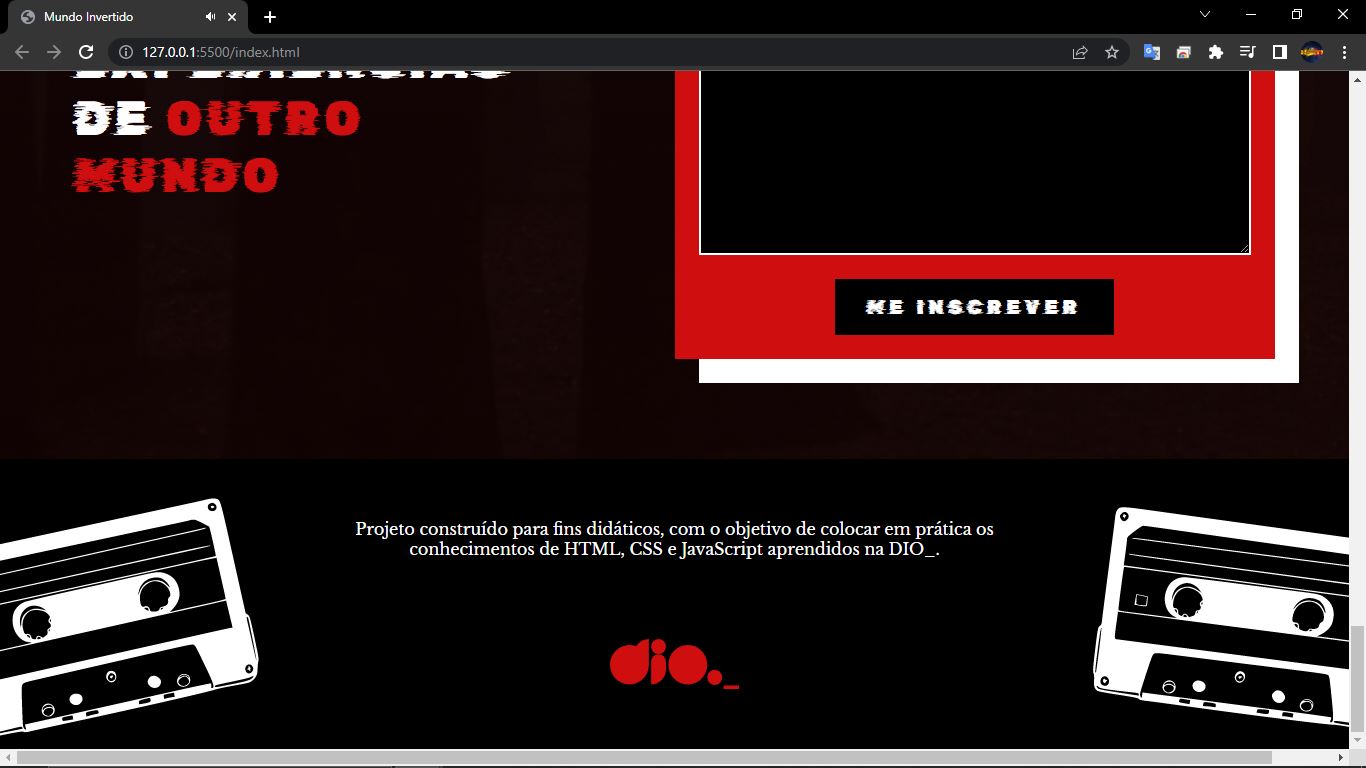 Mundo Invertido
127.0.0.1:5500/index.html
DE OUTRO
MUNDO
ME INSCREVER
Projeto construído para fins didáticos, com o objetivo de colocar em prática os
conhecimentos de HTML, CSS e JavaScript aprendidos na DIO_.
dio._